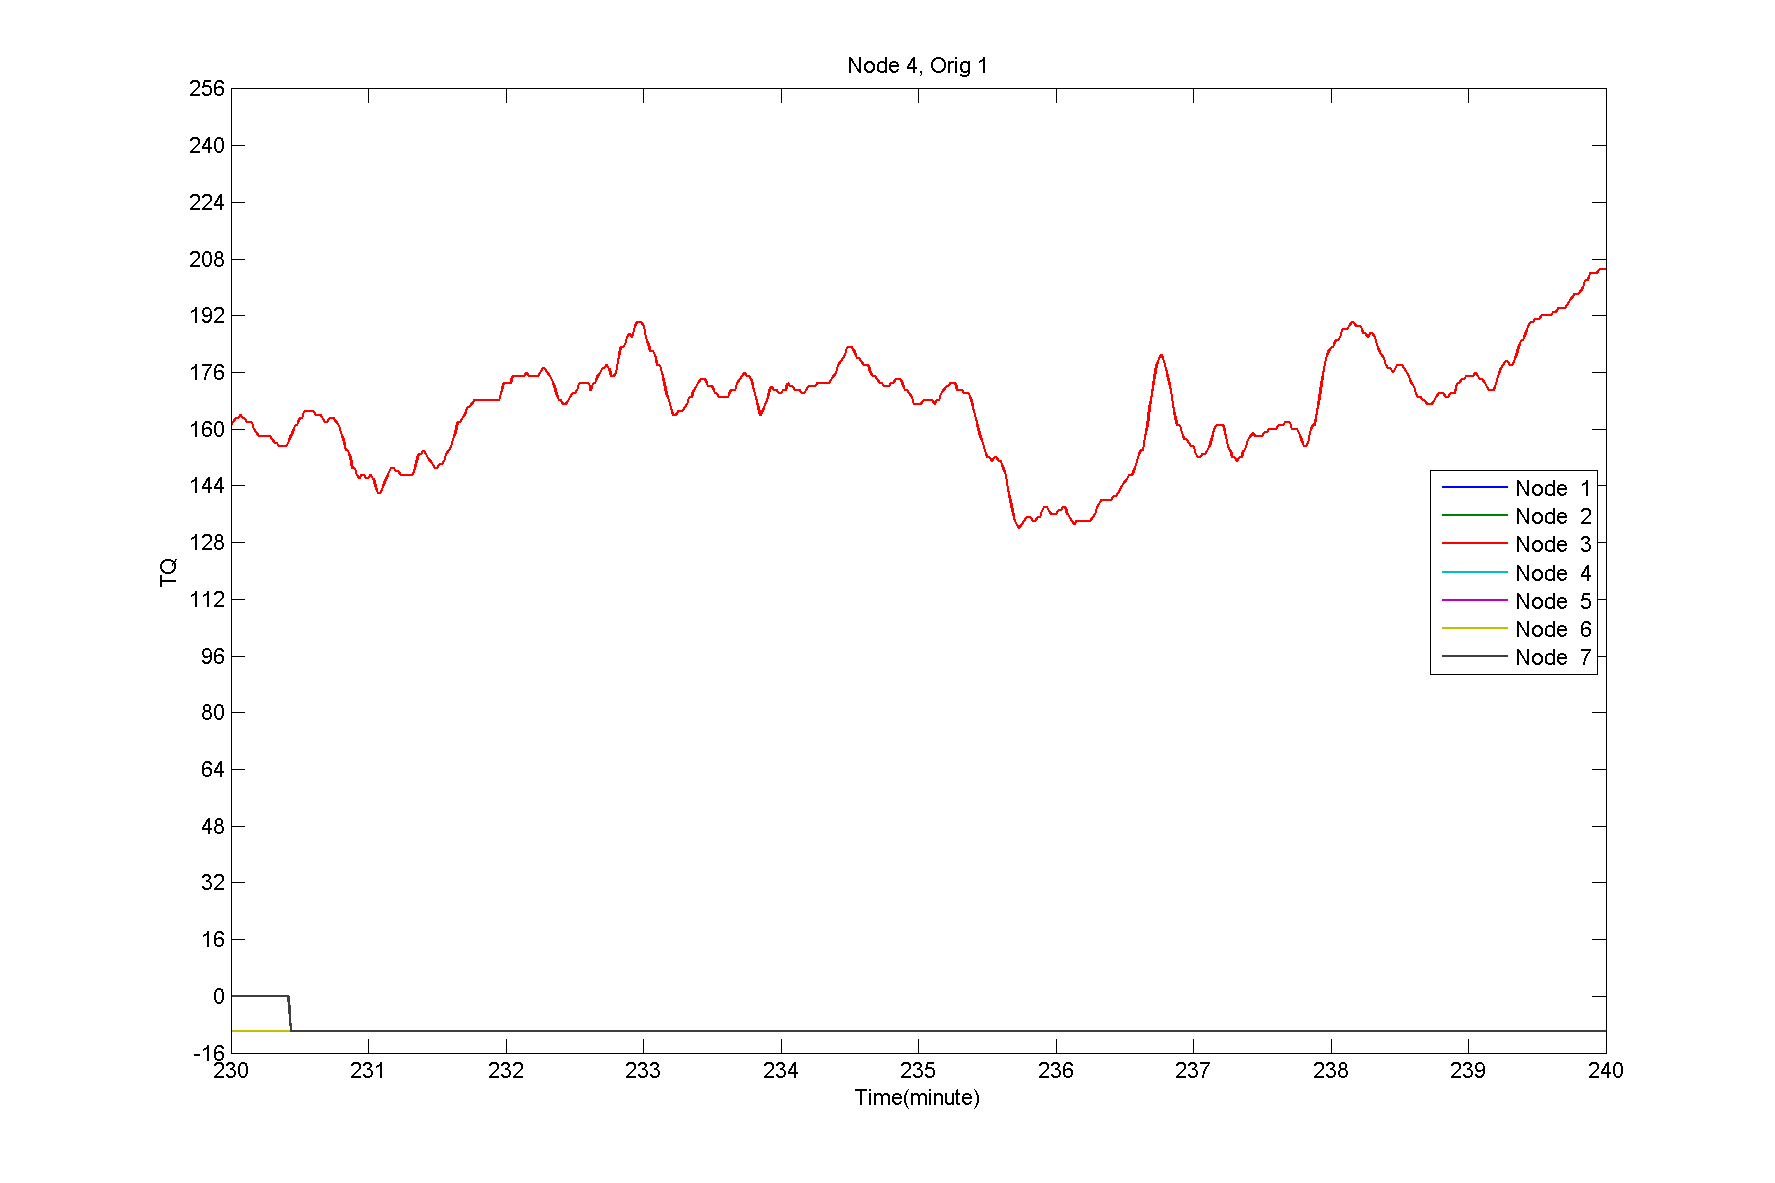 Node 4, Orig 1
256
240
224
208
192
176
160
144
128
112
96
80
64
48
32
16
0
-16
TQ
Node 1
Node 2
Node 3
Node 4
Node 5
Node 6
Node 7
230 231 232 233 234 235 236 237 238 239 240
Time(minute)